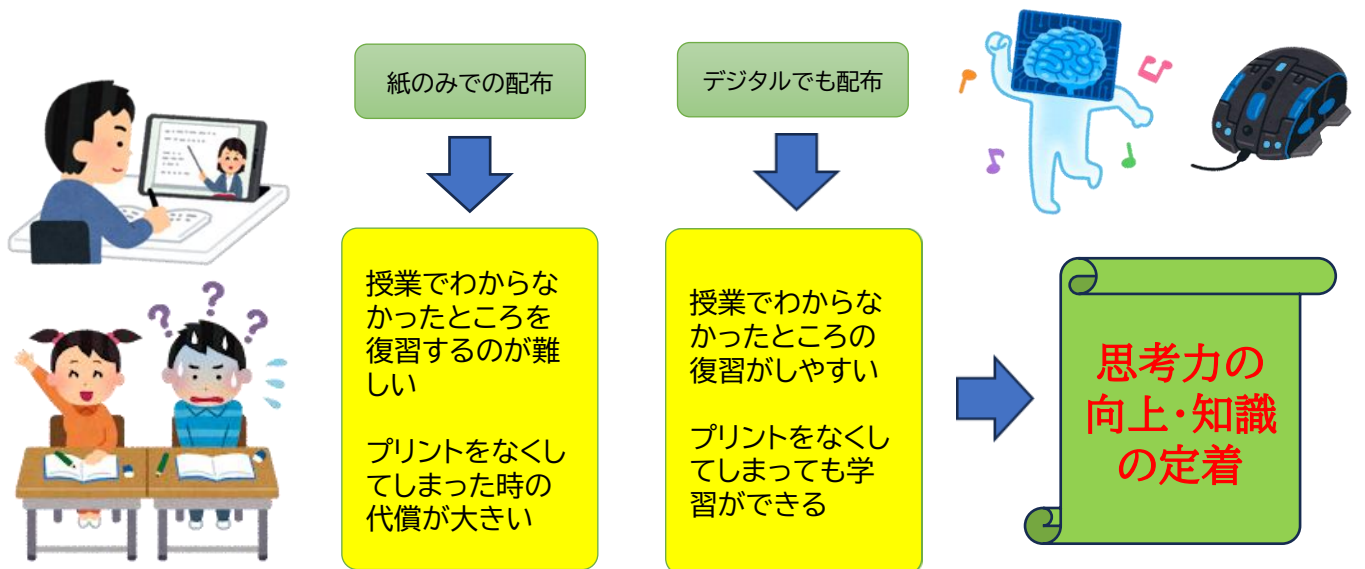 紙のみでの配布
デジタルでも配布
授業でわからな
かったところを
復習するのが難
しい
プリントをなくし
てしまった時の
代償が大きい
授業でわからな
かったところの
復習がしやすい
プリントをなくし
てしまっても学
習ができる
思考力の
向上・知識
の定着